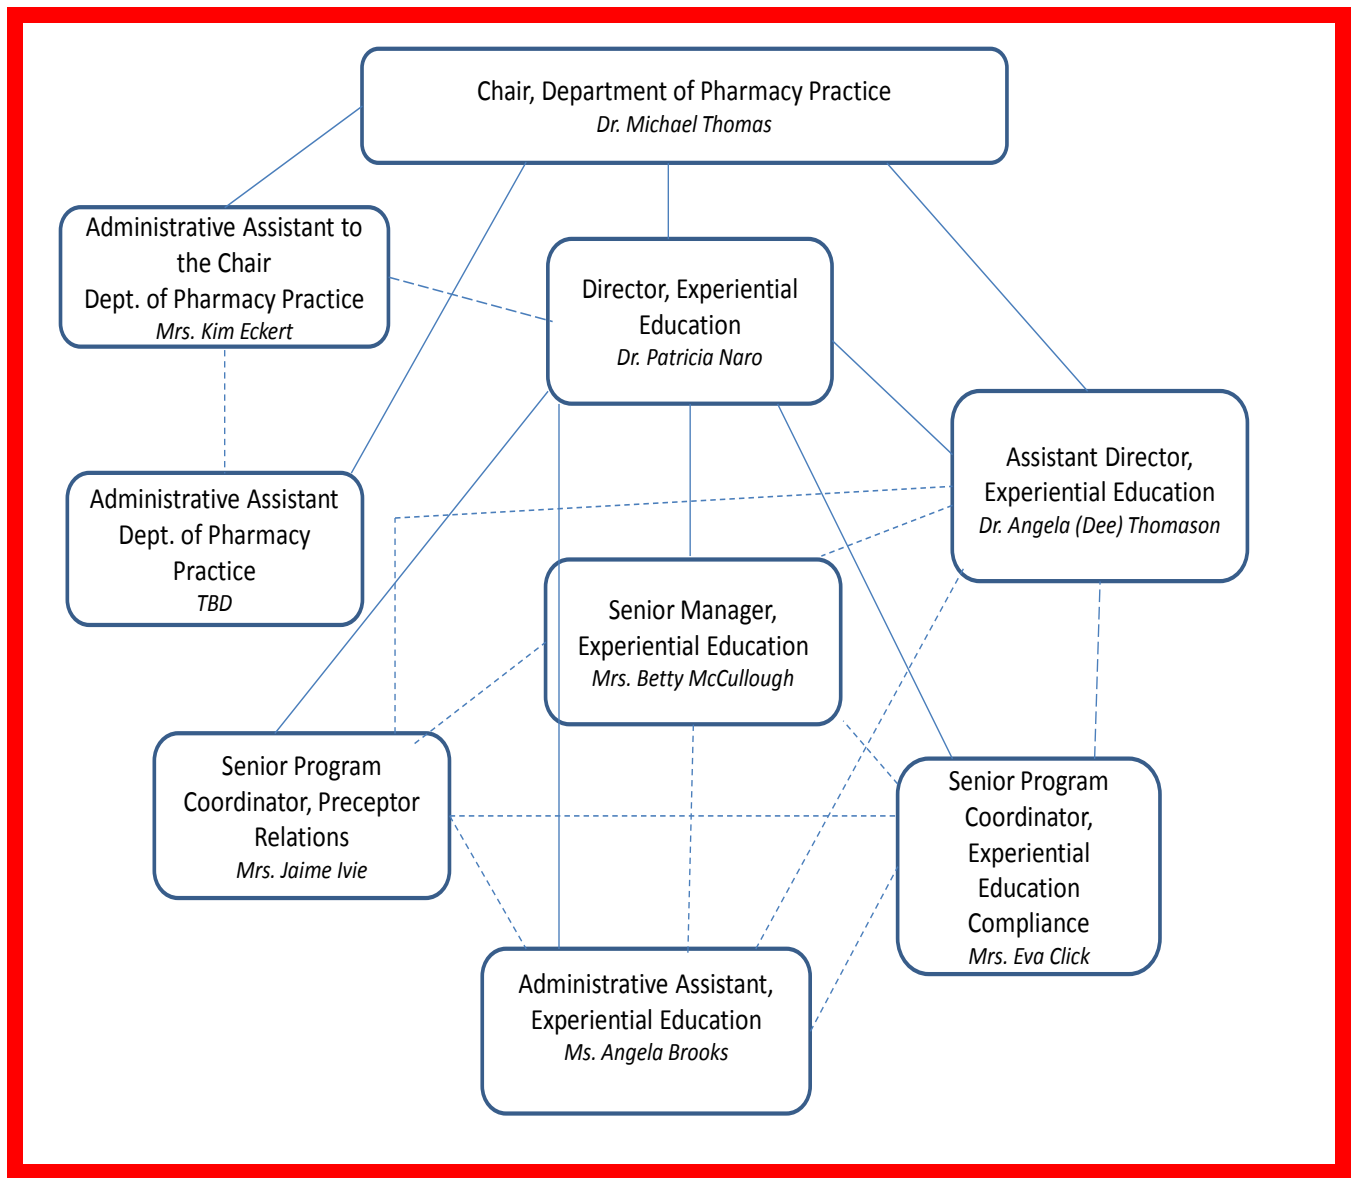 Chair, Department of Pharmacy Practice
Dr. Michael Thomas
Administrative Assistant to
the Chair
Dept. of Pharmacy Practice
Mrs. Kim Eckert
Director, Experiential
Education
Dr. Patricia Naro
Assistant Director,
Experiential Education
Dr. Angela (Dee) Thomason
Administrative Assistant
Dept. of Pharmacy
Practice
TBD
Senior Manager,
Experiential Education
Mrs. Betty McCullough
Senior Program
Coordinator, Preceptor
Relations
Mrs. Jaime Ivie
Senior Program
Coordinator,
Experiential
Education
Compliance
Mrs. Eva Click
Administrative Assistant,
Experiential Education
Ms. Angela Brooks